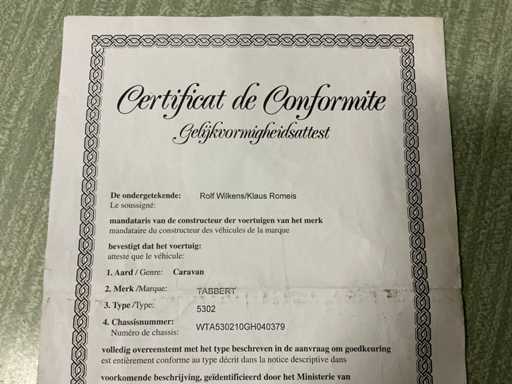 Certificat de Conformite
Gelijkvormigheidsattest
De ondergetekende: Rolf Wilkens/Klaus Romeis
Le soussigné:
mandataris van de constructeur der voertuigen van het merk
mandataire du constructeur des véhicules de la marque
bevestigt dat het voertuig:
atteste que le véhicule:
1. Aard / Genre: Caravan
2. Merk /Marque: TABBERT
3. Type /Type: 5302
4. Chassisnummer: WTA530210GH040379
Numéro de chassis:
volledig overeenstemt met het type beschreven in de aanvraag om goedkeuring
est entièrement conforme au type décrit dans la notice descriptive dans
voorkomende beschrijving, geïdentificeerd door het Ministerie van